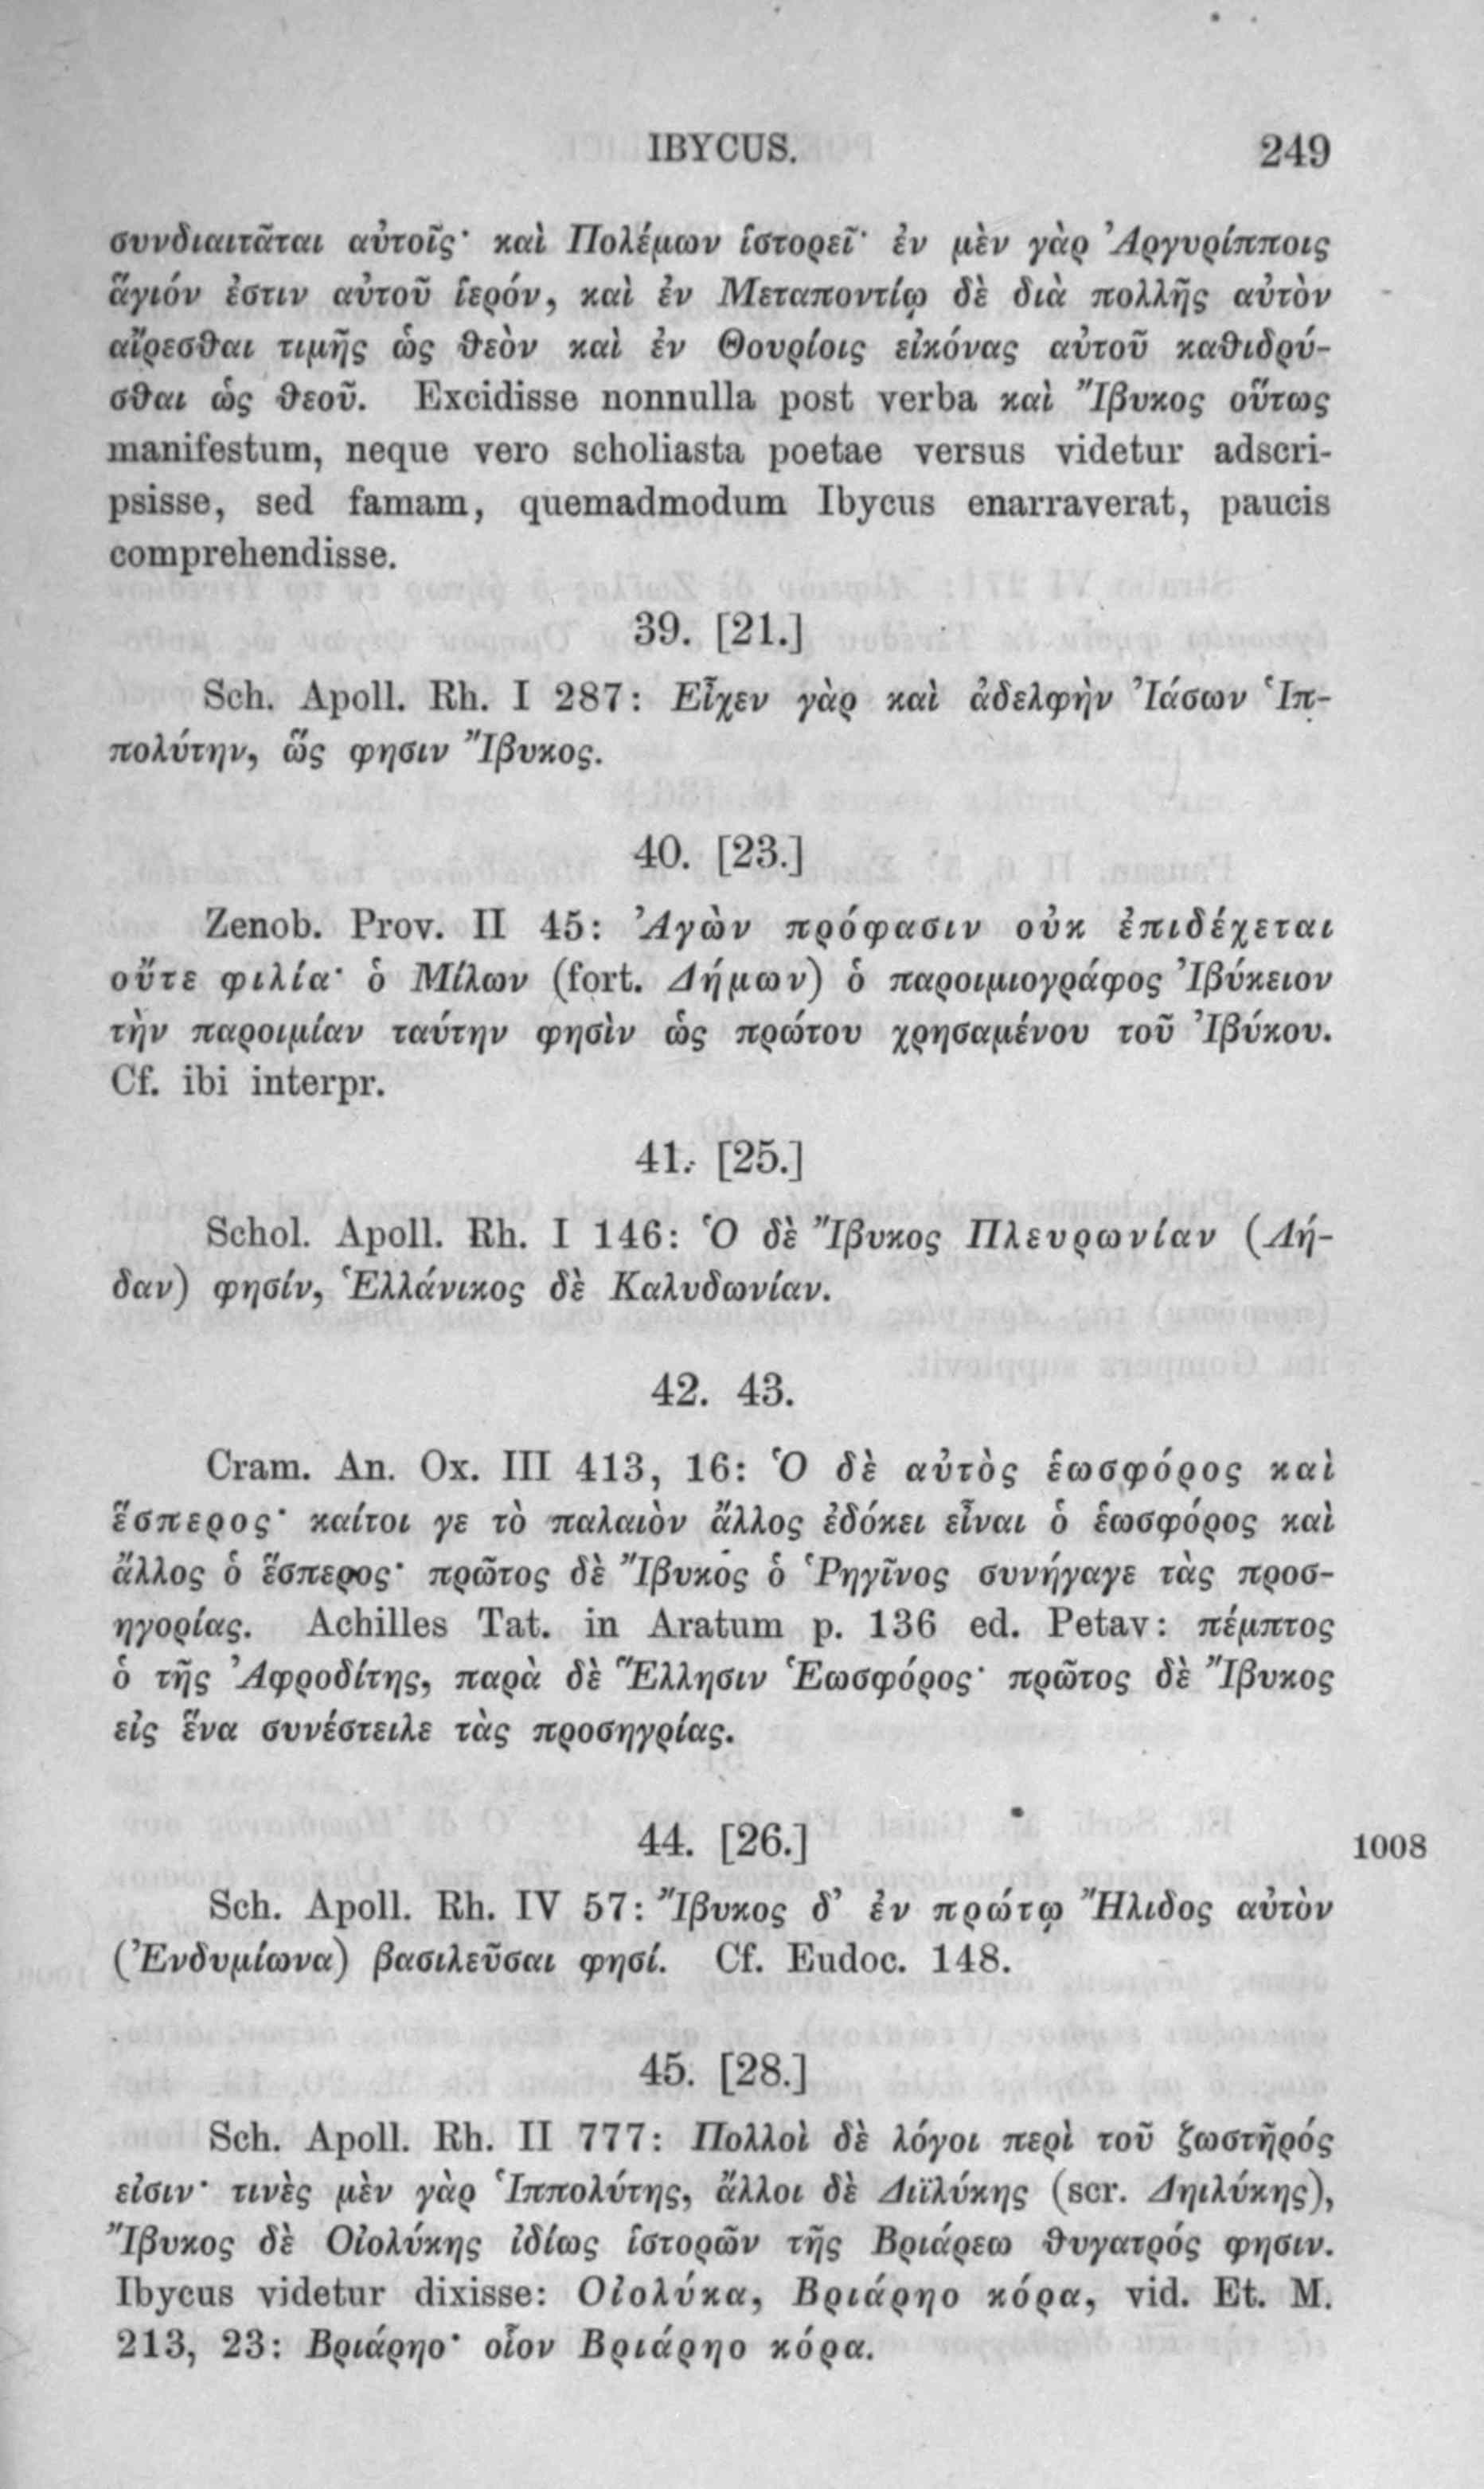 IBYCUS. 249
συνδιαιτᾶται αὐτοῖς· καὶ Πολέμων ἱστορεῖ· ἐν μὲν γὰρ Ἀργυρίπποις
ἅγιόν ἐστιν αὐτοῦ ἱερόν, καὶ ἐν Μεταποντίῳ δὲ διὰ πολλῆς αὐτὸν
αἴρεσθαι τιμῆς ὡς θεὸν καὶ ἐν Θουρίοις εἰκόνας αὐτοῦ καθιδρύ-
σθαι ὡς θεοῦ. Excidisse nonnulla post verba καὶ Ἴβυκος οὕτως
manifestum, neque vero scholiasta poetae versus videtur adscri-
psisse, sed famam, quemadmodum Ibycus enarraverat, paucis
comprehendisse.
39. [21.]
Sch. Apoll. Rh. I 287: Εἶχεν γὰρ καὶ ἀδελφὴν Ἰάσων Ἱπ-
πολύτην, ὥς φησιν Ἴβυκος.
40. [23.]
Zenob. Prov. II 45: Ἀγὼν πρόφασιν οὐκ ἐπιδέχεται
οὔτε φιλία· ὁ Μίλων (fort. Δήμων) ὁ παροιμιογράφος Ἰβύκειον
τὴν παροιμίαν ταύτην φησὶν ὡς πρώτου χρησαμένου τοῦ Ἰβύκου.
Cf. ibi interpr.
41. [25.]
Schol. Apoll. Rh. I 146: Ὁ δὲ Ἴβυκος Πλευρωνίαν (Λή-
δαν) φησίν, Ἑλλάνικος δὲ Καλυδωνίαν.
42. 43.
Cram. An. Ox. III 413, 16: Ὁ δὲ αὐτὸς ἑωσφόρος καὶ
ἕσπερος· καίτοι γε τὸ παλαιὸν ἄλλος ἐδόκει εἶναι ὁ ἑωσφόρος καὶ
ἄλλος ὁ ἕσπερος· πρῶτος δὲ Ἴβυκος ὁ Ῥηγῖνος συνήγαγε τὰς προσ-
ηγορίας. Achilles Tat. in Aratum p. 136 ed. Petav: πέμπτος
ὁ τῆς Ἀφροδίτης, παρὰ δὲ Ἕλλησιν Ἑωσφόρος· πρῶτος δὲ Ἴβυκος
εἰς ἕνα συνέστειλε τὰς προσηγρίας.
44. [26.] 1008
Sch. Apoll. Rh. IV 57: Ἴβυκος δ’ ἐν πρώτῳ Ἤλιδος αὐτὸν
(Ἐνδυμίωνα) βασιλεῦσαι φησί. Cf. Eudoc. 148.
45. [28.]
Sch. Apoll. Rh. II 777: Πολλοὶ δὲ λόγοι περὶ τοῦ ζωστῆρός
εἰσιν· τινὲς μὲν γὰρ Ἱππολύτης, ἄλλοι δὲ Διϊλύκης (scr. Δηιλύκης),
Ἴβυκος δὲ Οἰολύκης ἰδίως ἱστορῶν τῆς Βριάρεω θυγατρός φησιν.
Ibycus videtur dixisse: Οἰολύκα, Βριάρηο κόρα, vid. Et. M.
213, 23: Βριάρηο· οἷον Βριάρηο κόρα.